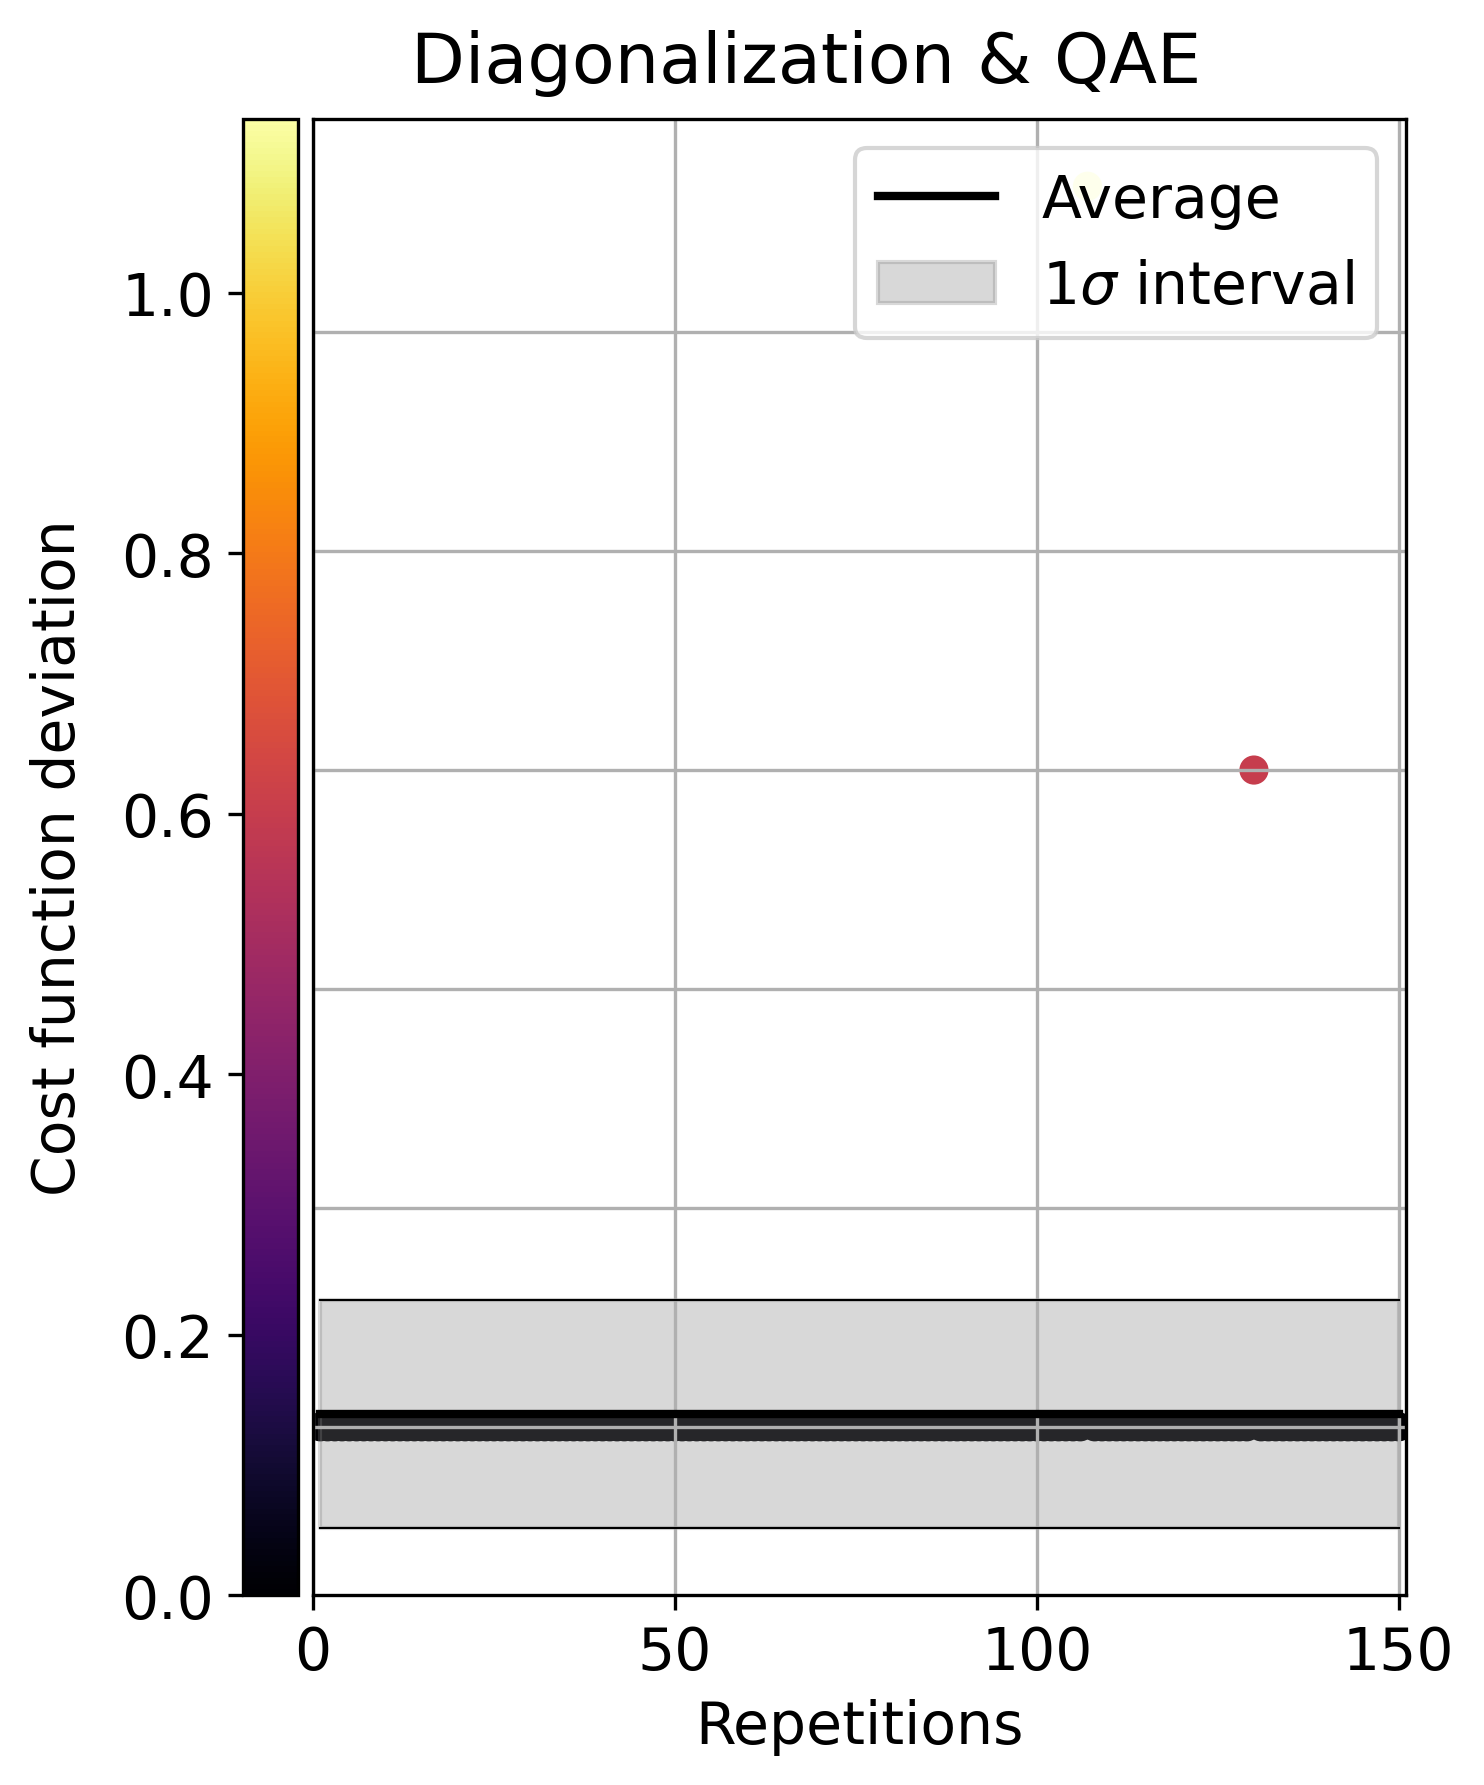 Diagonalization & QAE
Average
1σ interval
Cost function deviation
1.0
0.8
0.6
0.4
0.2
0.0
0 50 100 150
Repetitions